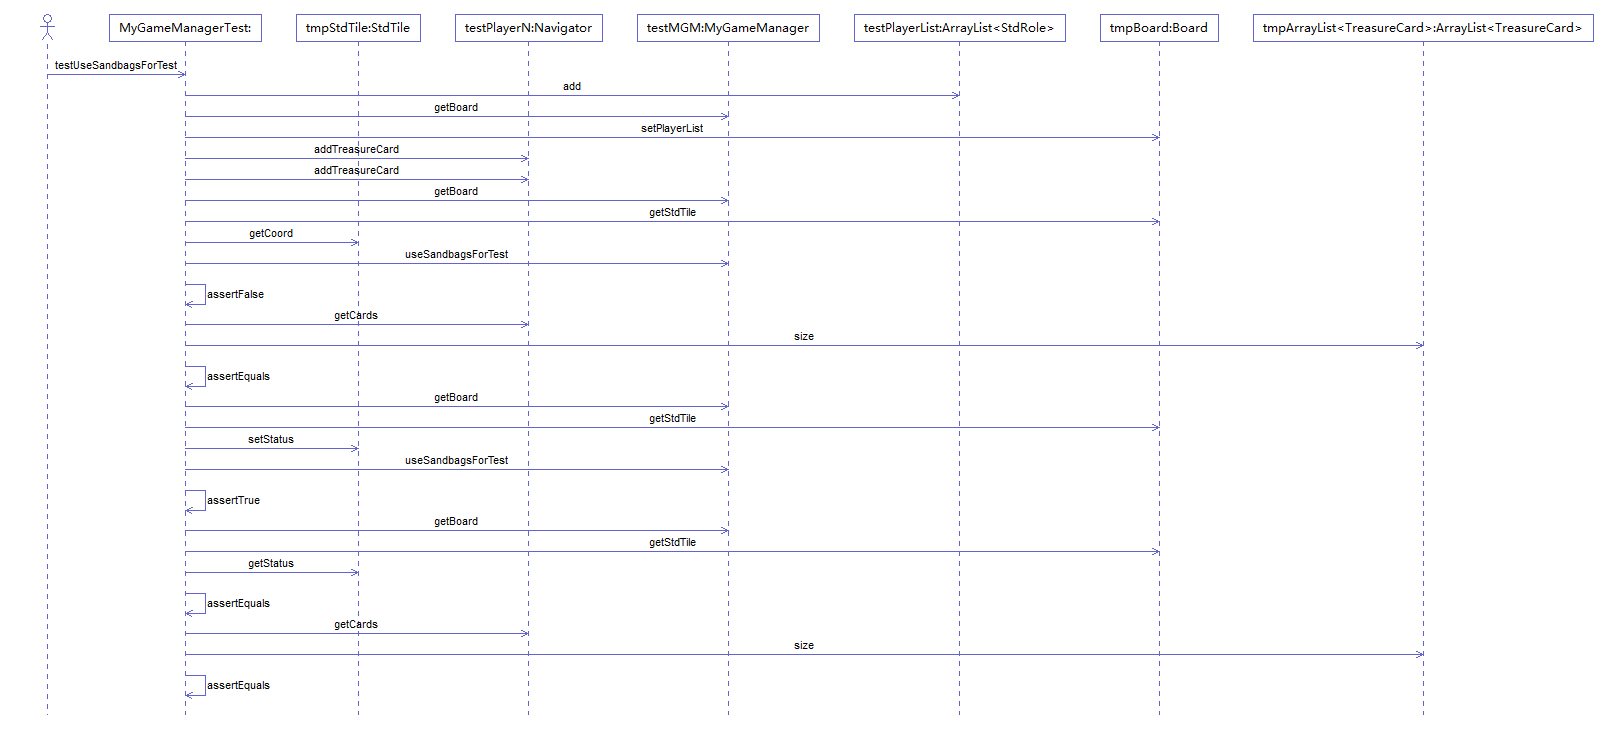 MyGameManagerTest:
tmpStdTile:StdTile
testPlayerN:Navigator
testMGM:MyGameManager
testPlayerList:ArrayList<StdRole>
tmpBoard:Board
tmpArrayList<TreasureCard>:ArrayList<TreasureCard>
testUseSandbagsForTest
add
getBoard
setPlayerList
addTreasureCard
addTreasureCard
getBoard
getStdTile
getCoord
useSandbagsForTest
assertFalse
getCards
size
assertEquals
getBoard
getStdTile
setStatus
useSandbagsForTest
assertTrue
getBoard
getStdTile
getStatus
assertEquals
getCards
size
assertEquals